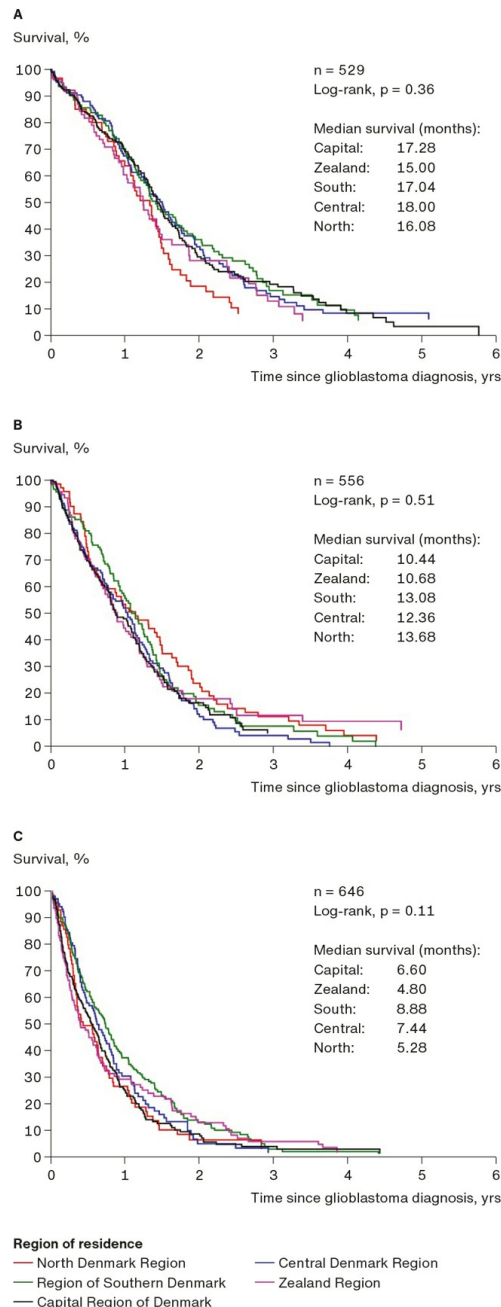 A
Survival, %
n = 529
Log-rank, p = 0.36
Median survival (months):
Capital: 17.28
Zealand: 15.00
South: 17.04
Central: 18.00
North: 16.08
100
90
80
70
60
50
40
30
20
10
0
0 1 2 3 4 5 6
Time since glioblastoma diagnosis, yrs
B
Survival, %
n = 556
Log-rank, p = 0.51
Median survival (months):
Capital: 10.44
Zealand: 10.68
South: 13.08
Central: 12.36
North: 13.68
100
90
80
70
60
50
40
30
20
10
0
0 1 2 3 4 5 6
Time since glioblastoma diagnosis, yrs
C
Survival, %
n = 646
Log-rank, p = 0.11
Median survival (months):
Capital: 6.60
Zealand: 4.80
South: 8.88
Central: 7.44
North: 5.28
100
90
80
70
60
50
40
30
20
10
0
0 1 2 3 4 5 6
Time since glioblastoma diagnosis, yrs
Region of residence
North Denmark Region Central Denmark Region
Region of Southern Denmark Zealand Region
Capital Region of Denmark